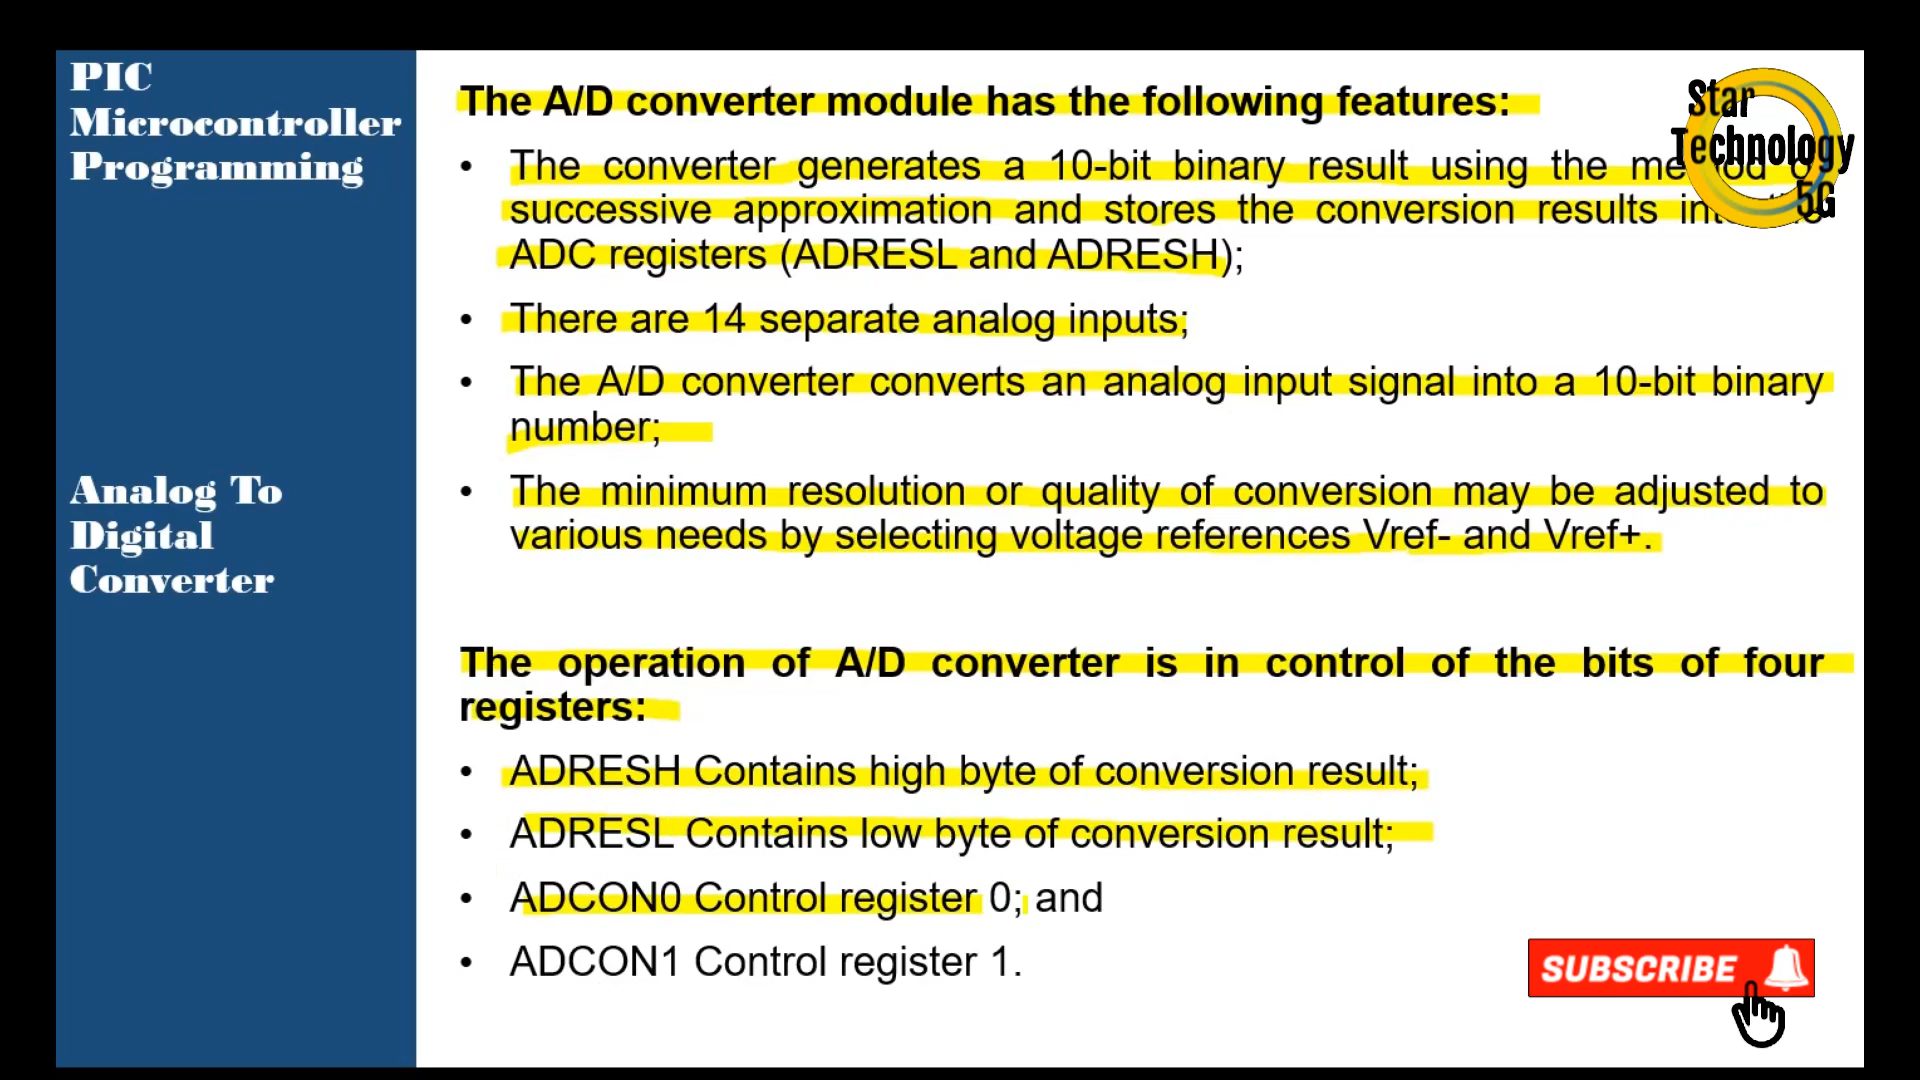 PIC
Microcontroller
Programming
Analog To
Digital
Converter
The A/D converter module has the following features:
• The converter generates a 10-bit binary result using the
successive approximation and stores the conversion results
ADC registers (ADRESL and ADRESH);
• There are 14 separate analog inputs;
• The A/D converter converts an analog input signal into a 10-bit binary
number;
• The minimum resolution or quality of conversion may be adjusted to
various needs by selecting voltage references Vref- and Vref+.
The operation of A/D converter is in control of the bits of four
registers:
• ADRESH Contains high byte of conversion result;
• ADRESL Contains low byte of conversion result;
• ADCON0 Control register 0; and
• ADCON1 Control register 1.
Star
Technology
5G
SUBSCRIBE